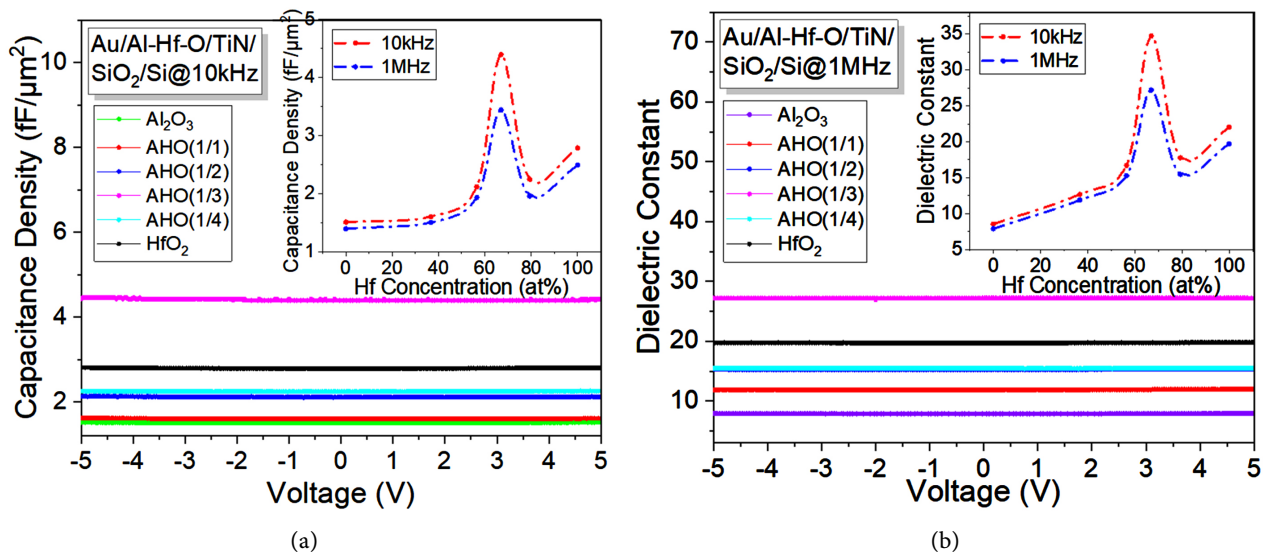 Au/Al-Hf-O/TiN/
SiO₂/Si@10kHz
Al₂O₃
AHO(1/1)
AHO(1/2)
AHO(1/3)
AHO(1/4)
HfO₂
Capacitance Density (fF/µm²)
10
8
6
4
2
-5 -4 -3 -2 -1 0 1 2 3 4 5
Voltage (V)
10kHz
1MHz
Capacitance Density (fF/µm²)
5
4
3
2
1
0 20 40 60 80 100
Hf Concentration (at%)
(a)
Au/Al-Hf-O/TiN/
SiO₂/Si@1MHz
Al₂O₃
AHO(1/1)
AHO(1/2)
AHO(1/3)
AHO(1/4)
HfO₂
Dielectric Constant
70
60
50
40
30
20
10
-5 -4 -3 -2 -1 0 1 2 3 4 5
Voltage (V)
10kHz
1MHz
Dielectric Constant
35
30
25
20
15
10
5
0 20 40 60 80 100
Hf Concentration (at%)
(b)